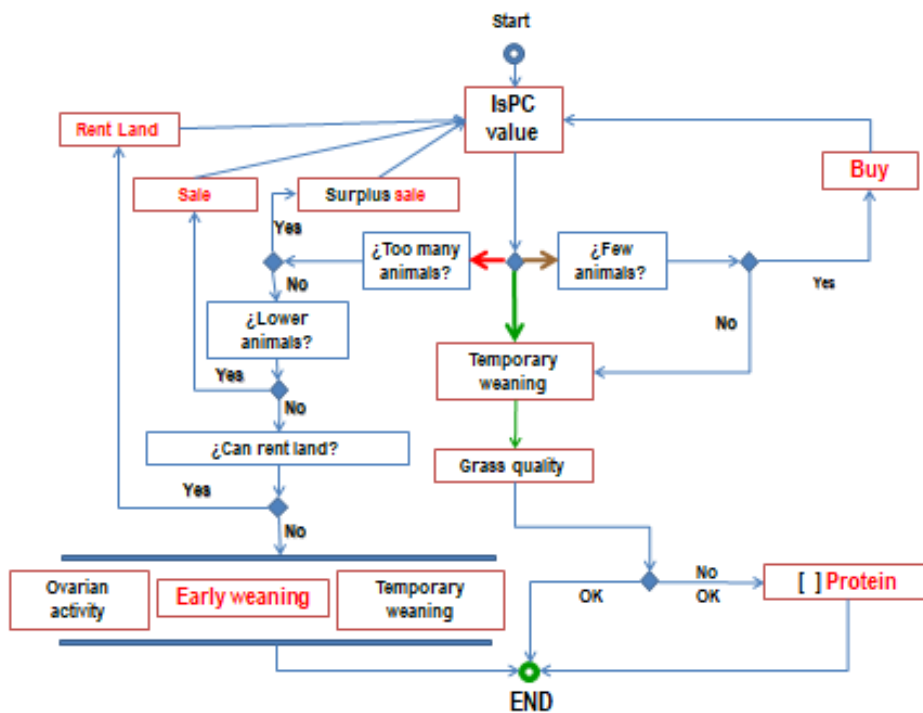 Start
IsPC
value
Rent Land
Buy
Sale
Surplus sale
Yes
¿Too many
animals?
¿Few
animals?
Yes
No
¿Lower
animals?
No
Temporary
weaning
Yes
No
¿Can rent land?
Grass quality
Yes
No
Ovarian
activity
Early weaning
Temporary
weaning
OK
No
OK
[ ] Protein
END